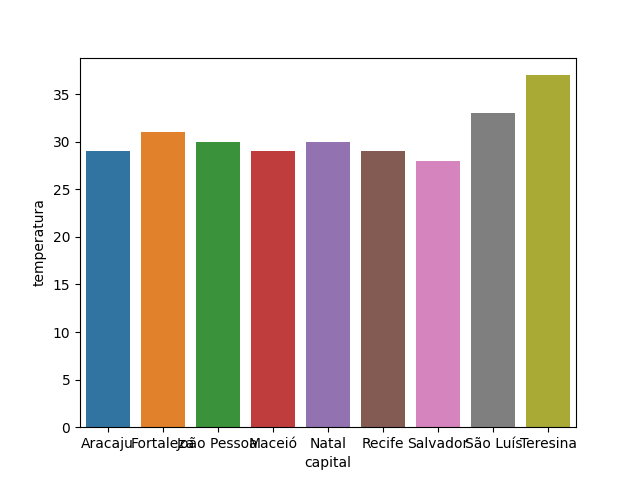 35
30
25
20
15
10
5
0
temperatura
Aracaju Fortaleza João Pessoa Maceió Natal Recife Salvador São Luís Teresina
capital